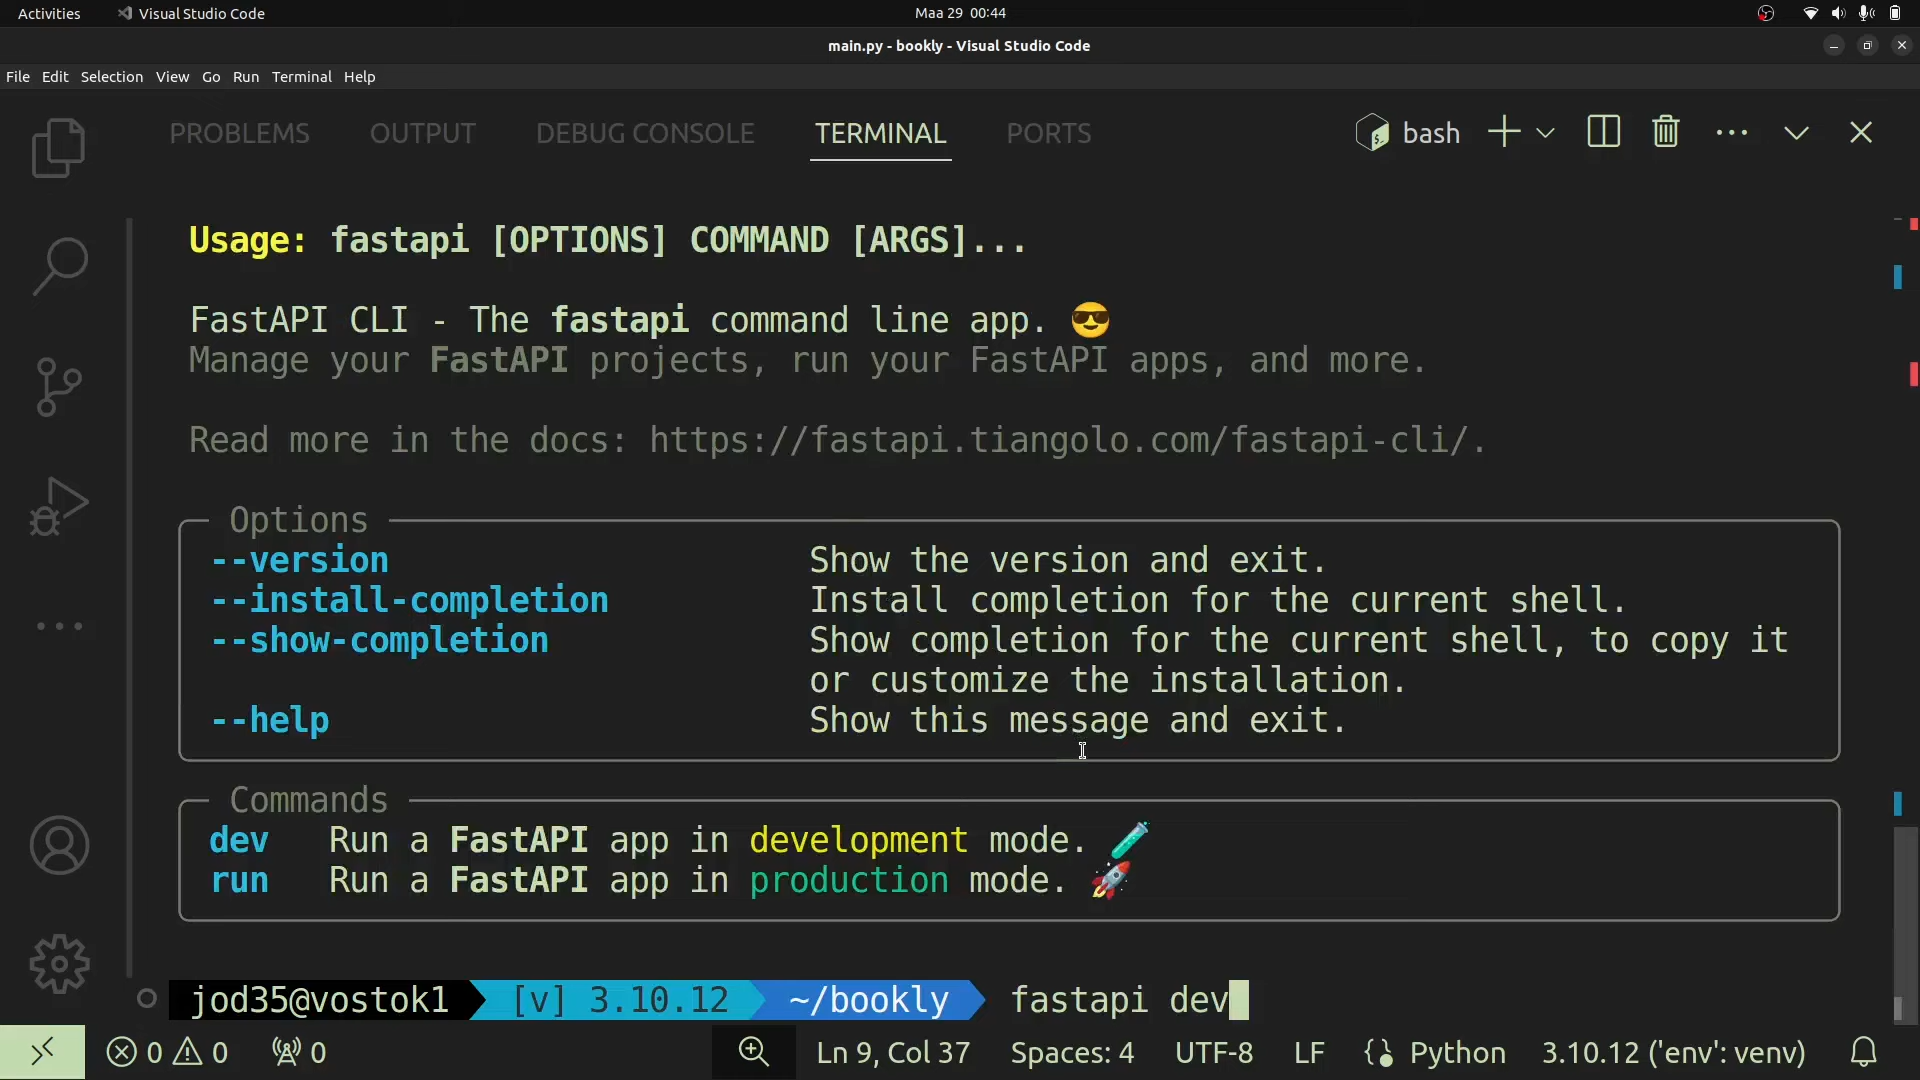 Activities Visual Studio Code Maa 29 00:44
main.py - bookly - Visual Studio Code
File Edit Selection View Go Run Terminal Help
PROBLEMS OUTPUT DEBUG CONSOLE TERMINAL PORTS bash
Usage: fastapi [OPTIONS] COMMAND [ARGS]...
FastAPI CLI - The fastapi command line app. 😎
Manage your FastAPI projects, run your FastAPI apps, and more.
Read more in the docs: https://fastapi.tiangolo.com/fastapi-cli/.
Options
--version Show the version and exit.
--install-completion Install completion for the current shell.
--show-completion Show completion for the current shell, to copy it
or customize the installation.
--help Show this message and exit.
Commands
dev Run a FastAPI app in development mode. 🧪
run Run a FastAPI app in production mode. 🚀
jod35@vostok1 [v] 3.10.12 ~/bookly fastapi dev
0 0 0 Ln 9, Col 37 Spaces: 4 UTF-8 LF Python 3.10.12 ('env': venv)